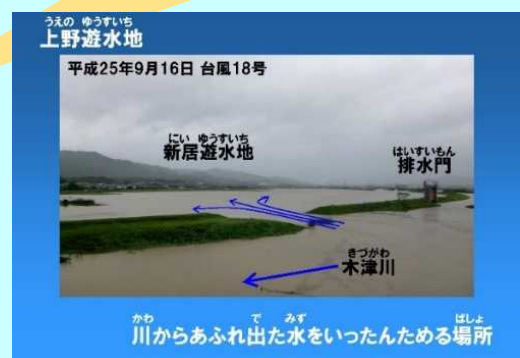 うえの ゆうすいち
上野遊水地
平成25年9月16日 台風18号
にい ゆうすいち
新居遊水地
はいすいもん
排水門
きづがわ
木津川
かわ で みず ばしょ
川からあふれ出た水をいったんためる場所